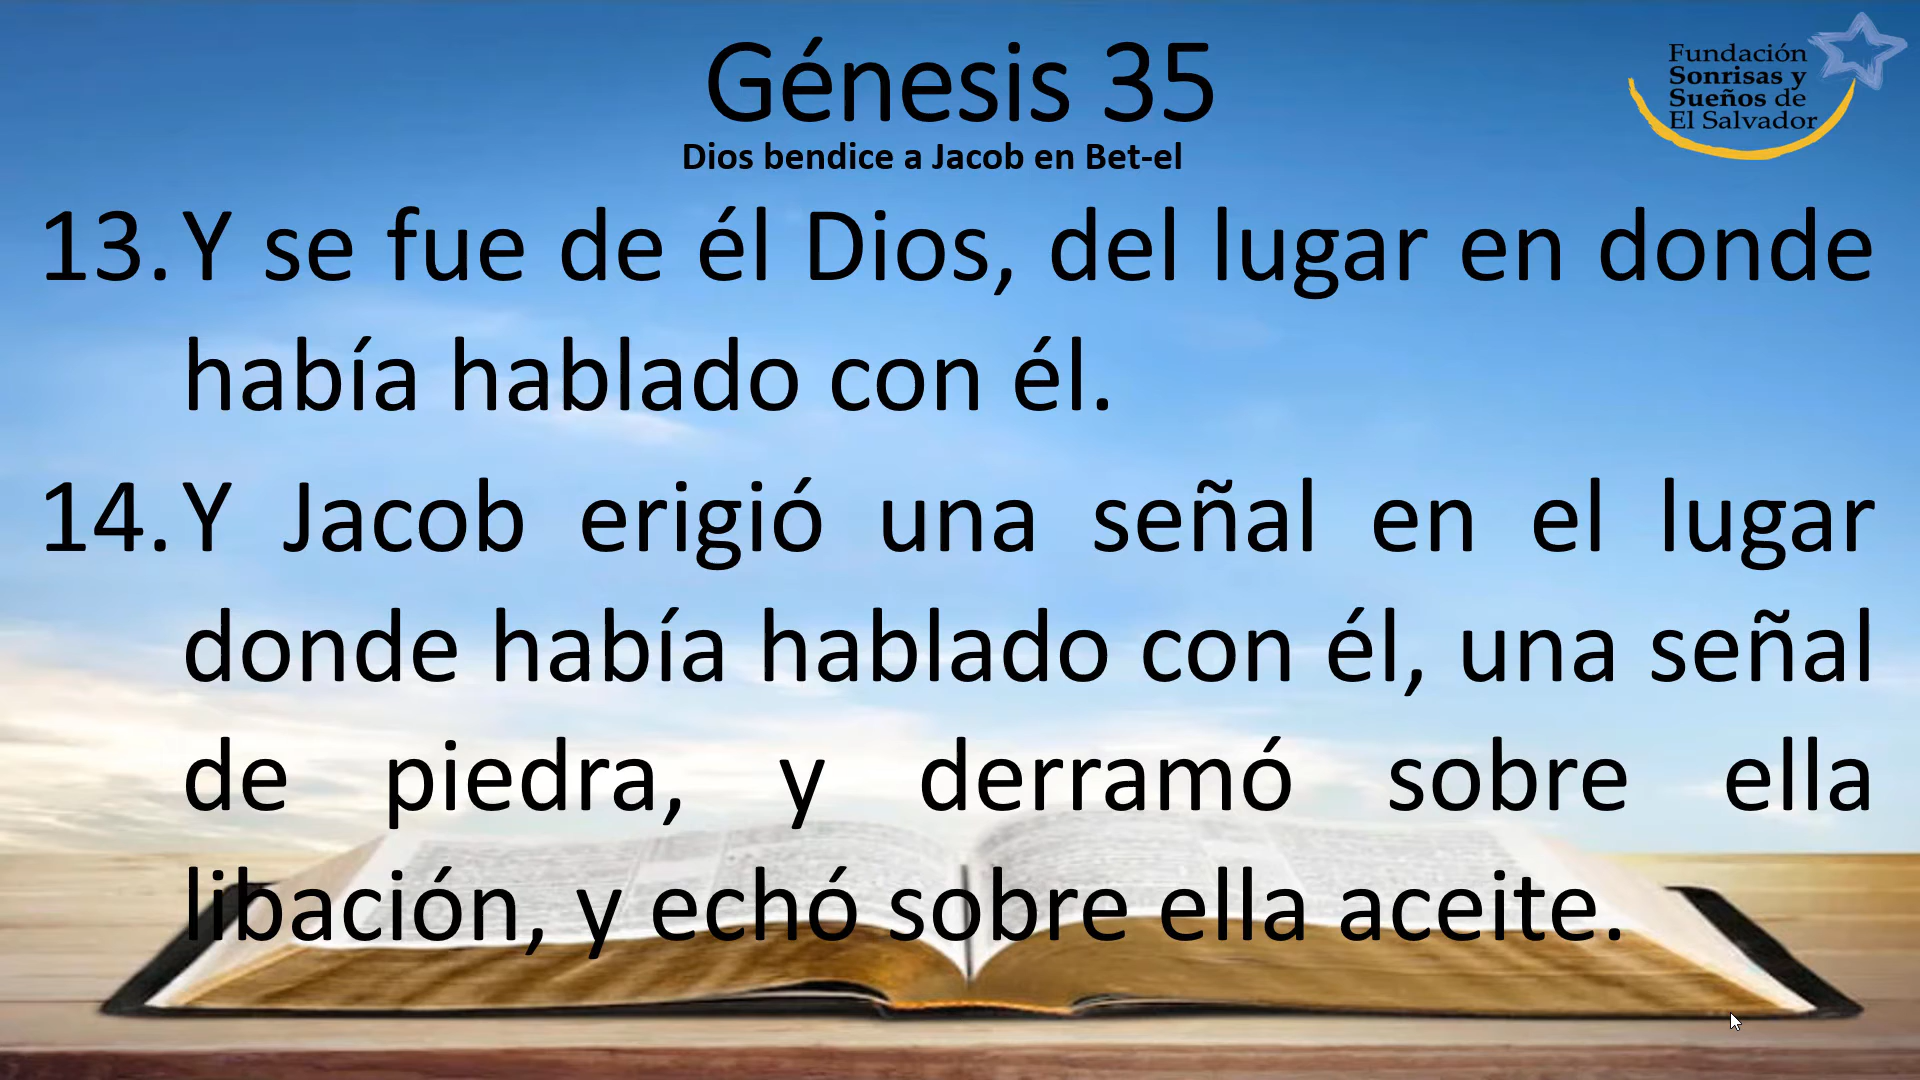 Génesis 35
Dios bendice a Jacob en Bet-el
Fundación
Sonrisas y
Sueños de
El Salvador
13. Y se fue de él Dios, del lugar en donde
había hablado con él.
14. Y Jacob erigió una señal en el lugar
donde había hablado con él, una señal
de piedra, y derramó sobre ella
libación, y echó sobre ella aceite.